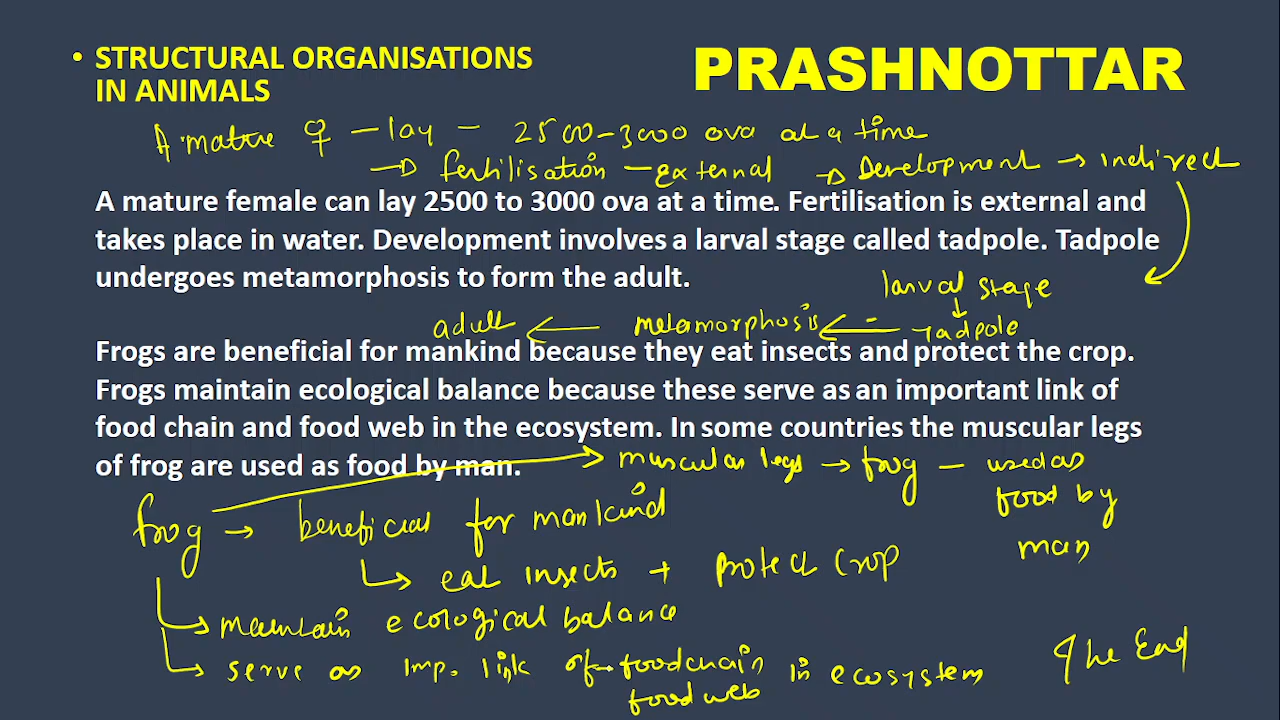 • STRUCTURAL ORGANISATIONS
IN ANIMALS
PRASHNOTTAR
A mature ♀ – lay – 2500-3000 ova at a time
→ fertilisation – external → Development → indirect
A mature female can lay 2500 to 3000 ova at a time. Fertilisation is external and
takes place in water. Development involves a larval stage called tadpole. Tadpole
undergoes metamorphosis to form the adult.
larval stage
↓
adult ← metamorphosis ← Tadpole
Frogs are beneficial for mankind because they eat insects and protect the crop.
Frogs maintain ecological balance because these serve as an important link of
food chain and food web in the ecosystem. In some countries the muscular legs
of frog are used as food by man.
→ muscular legs → frog – used as
food by
man
frog → beneficial for mankind
↳ eat insects + protect crop
↳ maintain ecological balance
↳ serve as imp. link of → foodchain in ecosystem
food web
The End